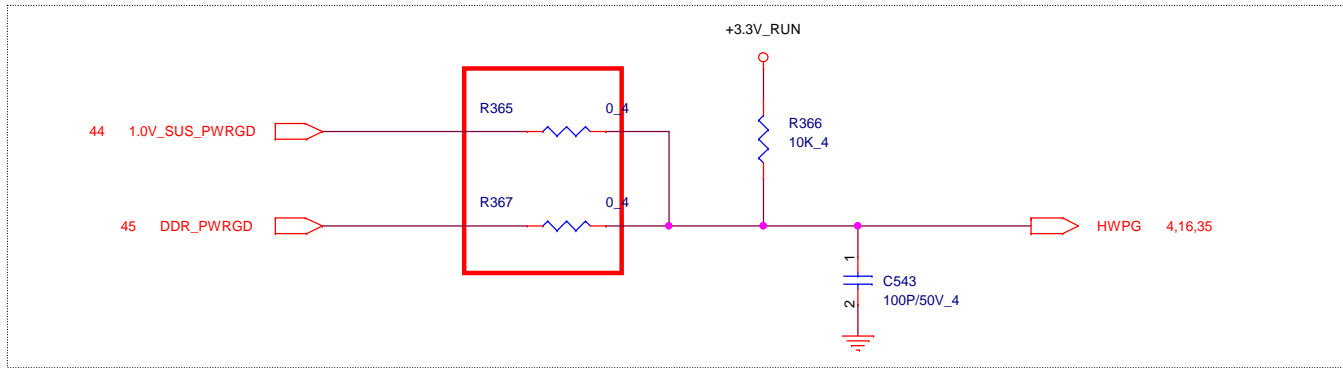 +3.3V_RUN
R365 0_4
44 1.0V_SUS_PWRGD
R366
10K_4
R367 0_4
45 DDR_PWRGD
HWPG 4,16,35
1
C543
100P/50V_4
2